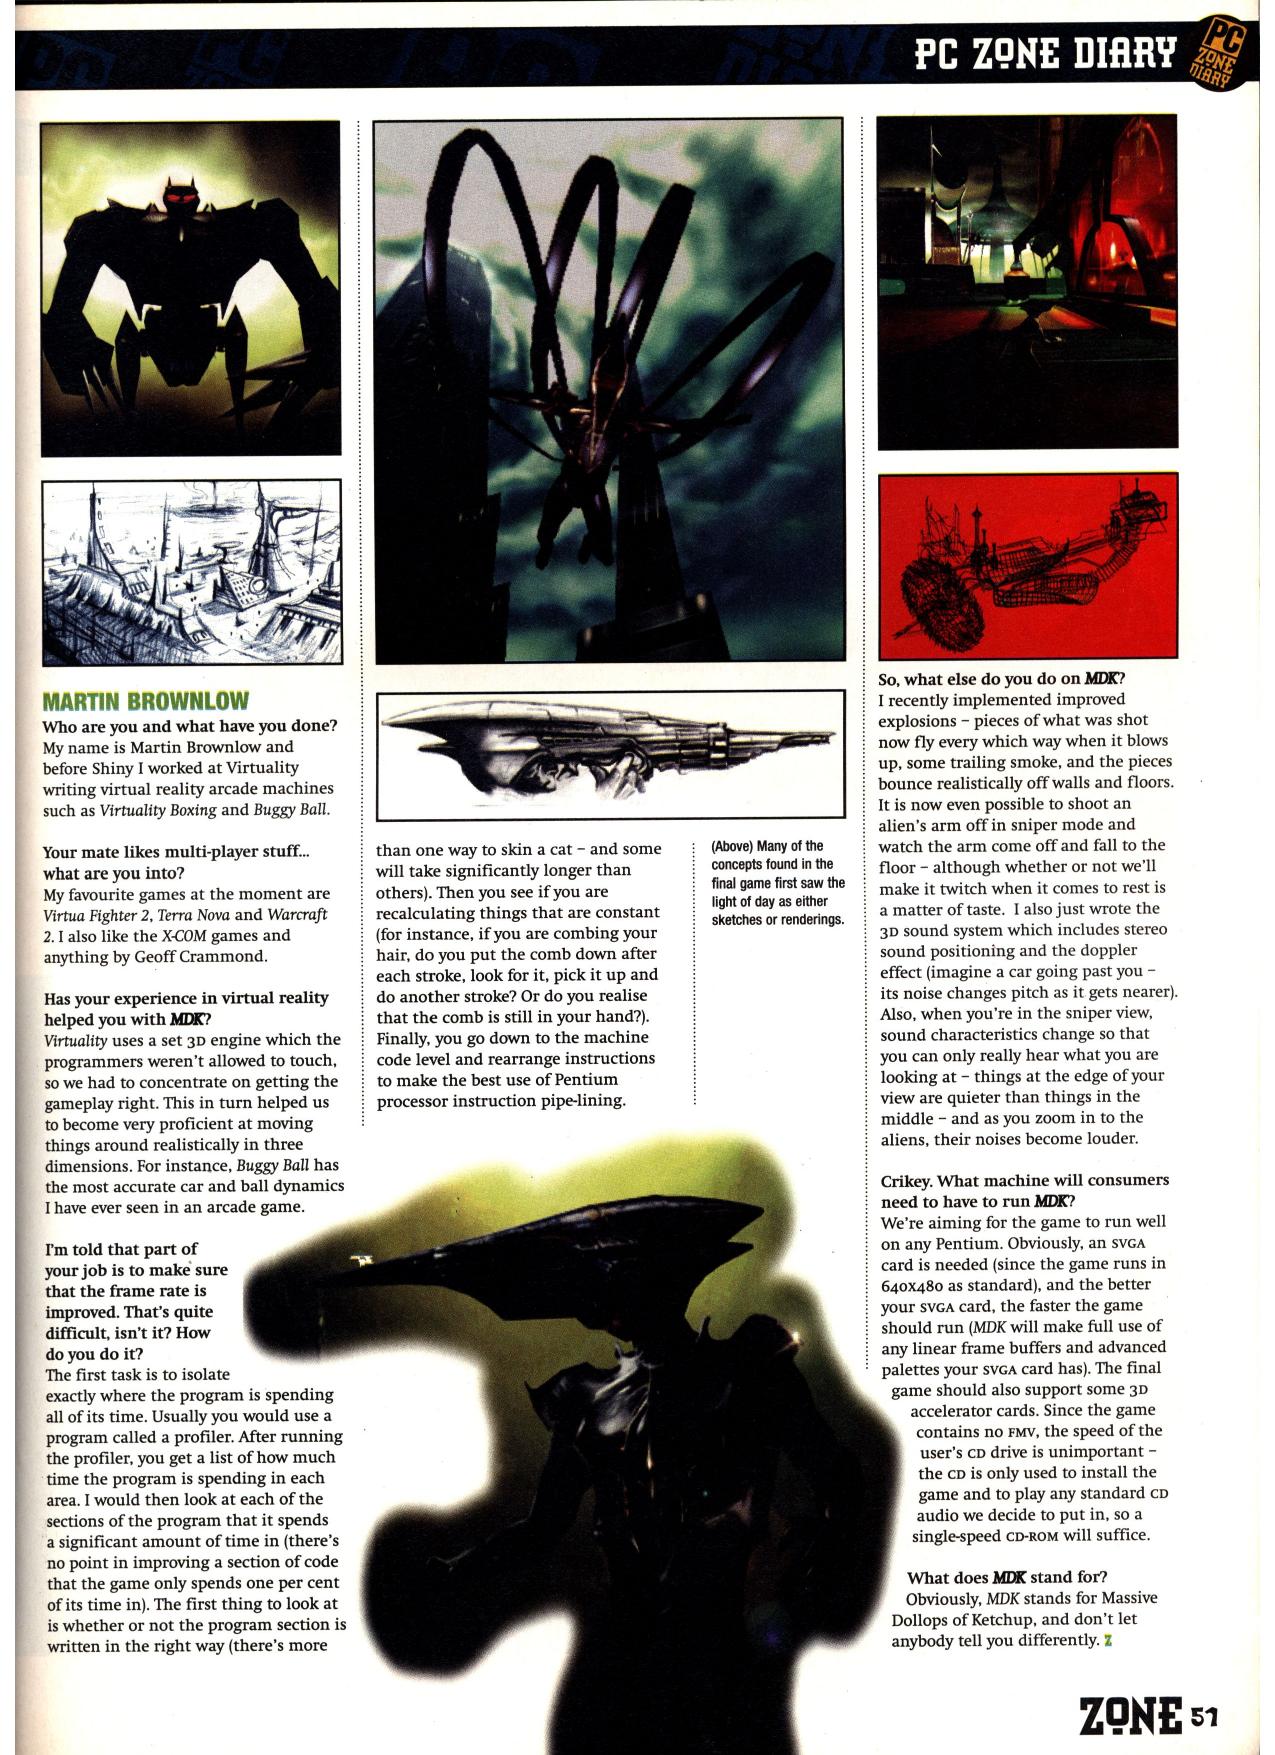 PC ZONE DIARY
PC
ZONE
DIARY
MARTIN BROWNLOW
Who are you and what have you done?
My name is Martin Brownlow and
before Shiny I worked at Virtuality
writing virtual reality arcade machines
such as Virtuality Boxing and Buggy Ball.
Your mate likes multi-player stuff...
what are you into?
My favourite games at the moment are
Virtua Fighter 2, Terra Nova and Warcraft
2. I also like the X-COM games and
anything by Geoff Crammond.
Has your experience in virtual reality
helped you with MDK?
Virtuality uses a set 3D engine which the
programmers weren't allowed to touch,
so we had to concentrate on getting the
gameplay right. This in turn helped us
to become very proficient at moving
things around realistically in three
dimensions. For instance, Buggy Ball has
the most accurate car and ball dynamics
I have ever seen in an arcade game.
I'm told that part of
your job is to make sure
that the frame rate is
improved. That's quite
difficult, isn't it? How
do you do it?
The first task is to isolate
exactly where the program is spending
all of its time. Usually you would use a
program called a profiler. After running
the profiler, you get a list of how much
time the program is spending in each
area. I would then look at each of the
sections of the program that it spends
a significant amount of time in (there's
no point in improving a section of code
that the game only spends one per cent
of its time in). The first thing to look at
is whether or not the program section is
written in the right way (there's more
than one way to skin a cat – and some
will take significantly longer than
others). Then you see if you are
recalculating things that are constant
(for instance, if you are combing your
hair, do you put the comb down after
each stroke, look for it, pick it up and
do another stroke? Or do you realise
that the comb is still in your hand?).
Finally, you go down to the machine
code level and rearrange instructions
to make the best use of Pentium
processor instruction pipe-lining.
(Above) Many of the
concepts found in the
final game first saw the
light of day as either
sketches or renderings.
So, what else do you do on MDK?
I recently implemented improved
explosions – pieces of what was shot
now fly every which way when it blows
up, some trailing smoke, and the pieces
bounce realistically off walls and floors.
It is now even possible to shoot an
alien's arm off in sniper mode and
watch the arm come off and fall to the
floor – although whether or not we'll
make it twitch when it comes to rest is
a matter of taste. I also just wrote the
3D sound system which includes stereo
sound positioning and the doppler
effect (imagine a car going past you –
its noise changes pitch as it gets nearer).
Also, when you're in the sniper view,
sound characteristics change so that
you can only really hear what you are
looking at – things at the edge of your
view are quieter than things in the
middle – and as you zoom in to the
aliens, their noises become louder.
Crikey. What machine will consumers
need to have to run MDK?
We're aiming for the game to run well
on any Pentium. Obviously, an SVGA
card is needed (since the game runs in
640x480 as standard), and the better
your SVGA card, the faster the game
should run (MDK will make full use of
any linear frame buffers and advanced
palettes your SVGA card has). The final
game should also support some 3D
accelerator cards. Since the game
contains no FMV, the speed of the
user's CD drive is unimportant –
the CD is only used to install the
game and to play any standard CD
audio we decide to put in, so a
single-speed CD-ROM will suffice.
What does MDK stand for?
Obviously, MDK stands for Massive
Dollops of Ketchup, and don't let
anybody tell you differently. Z
ZONE 51